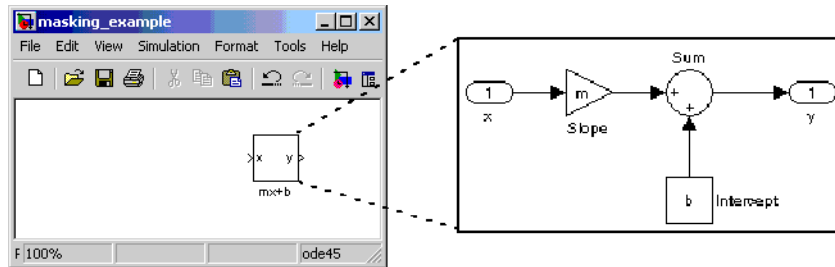 masking_example
File Edit View Simulation Format Tools Help
x y
mx+b
F 100% ode45
Sum
1 m + + 1
x Slope y
b Intercept